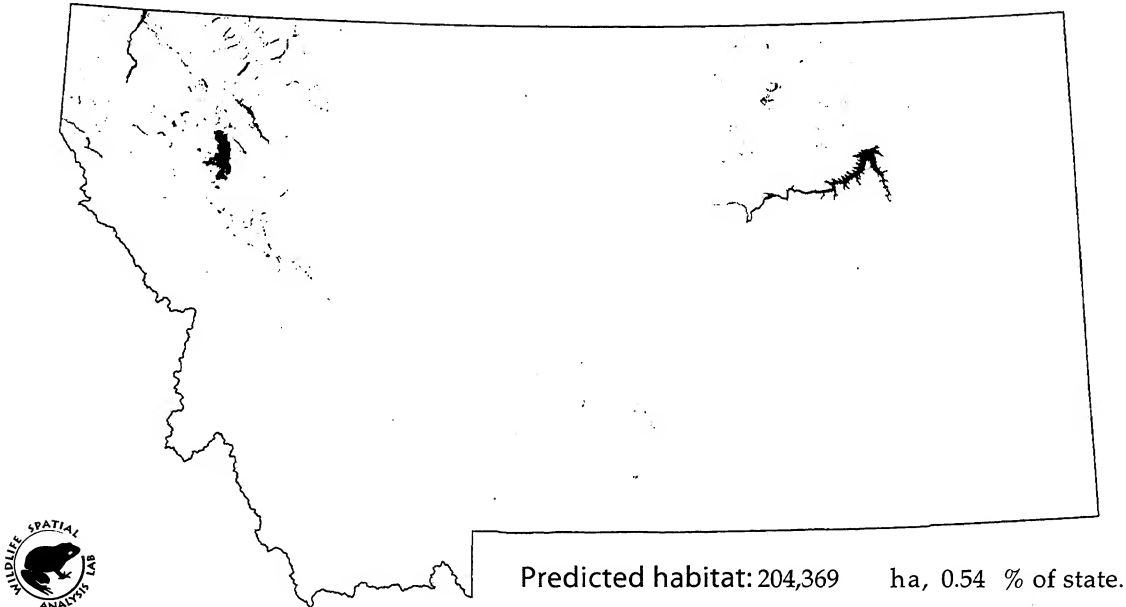 WILDLIFE SPATIAL ANALYSIS LAB
Predicted habitat: 204,369 ha, 0.54 % of state.